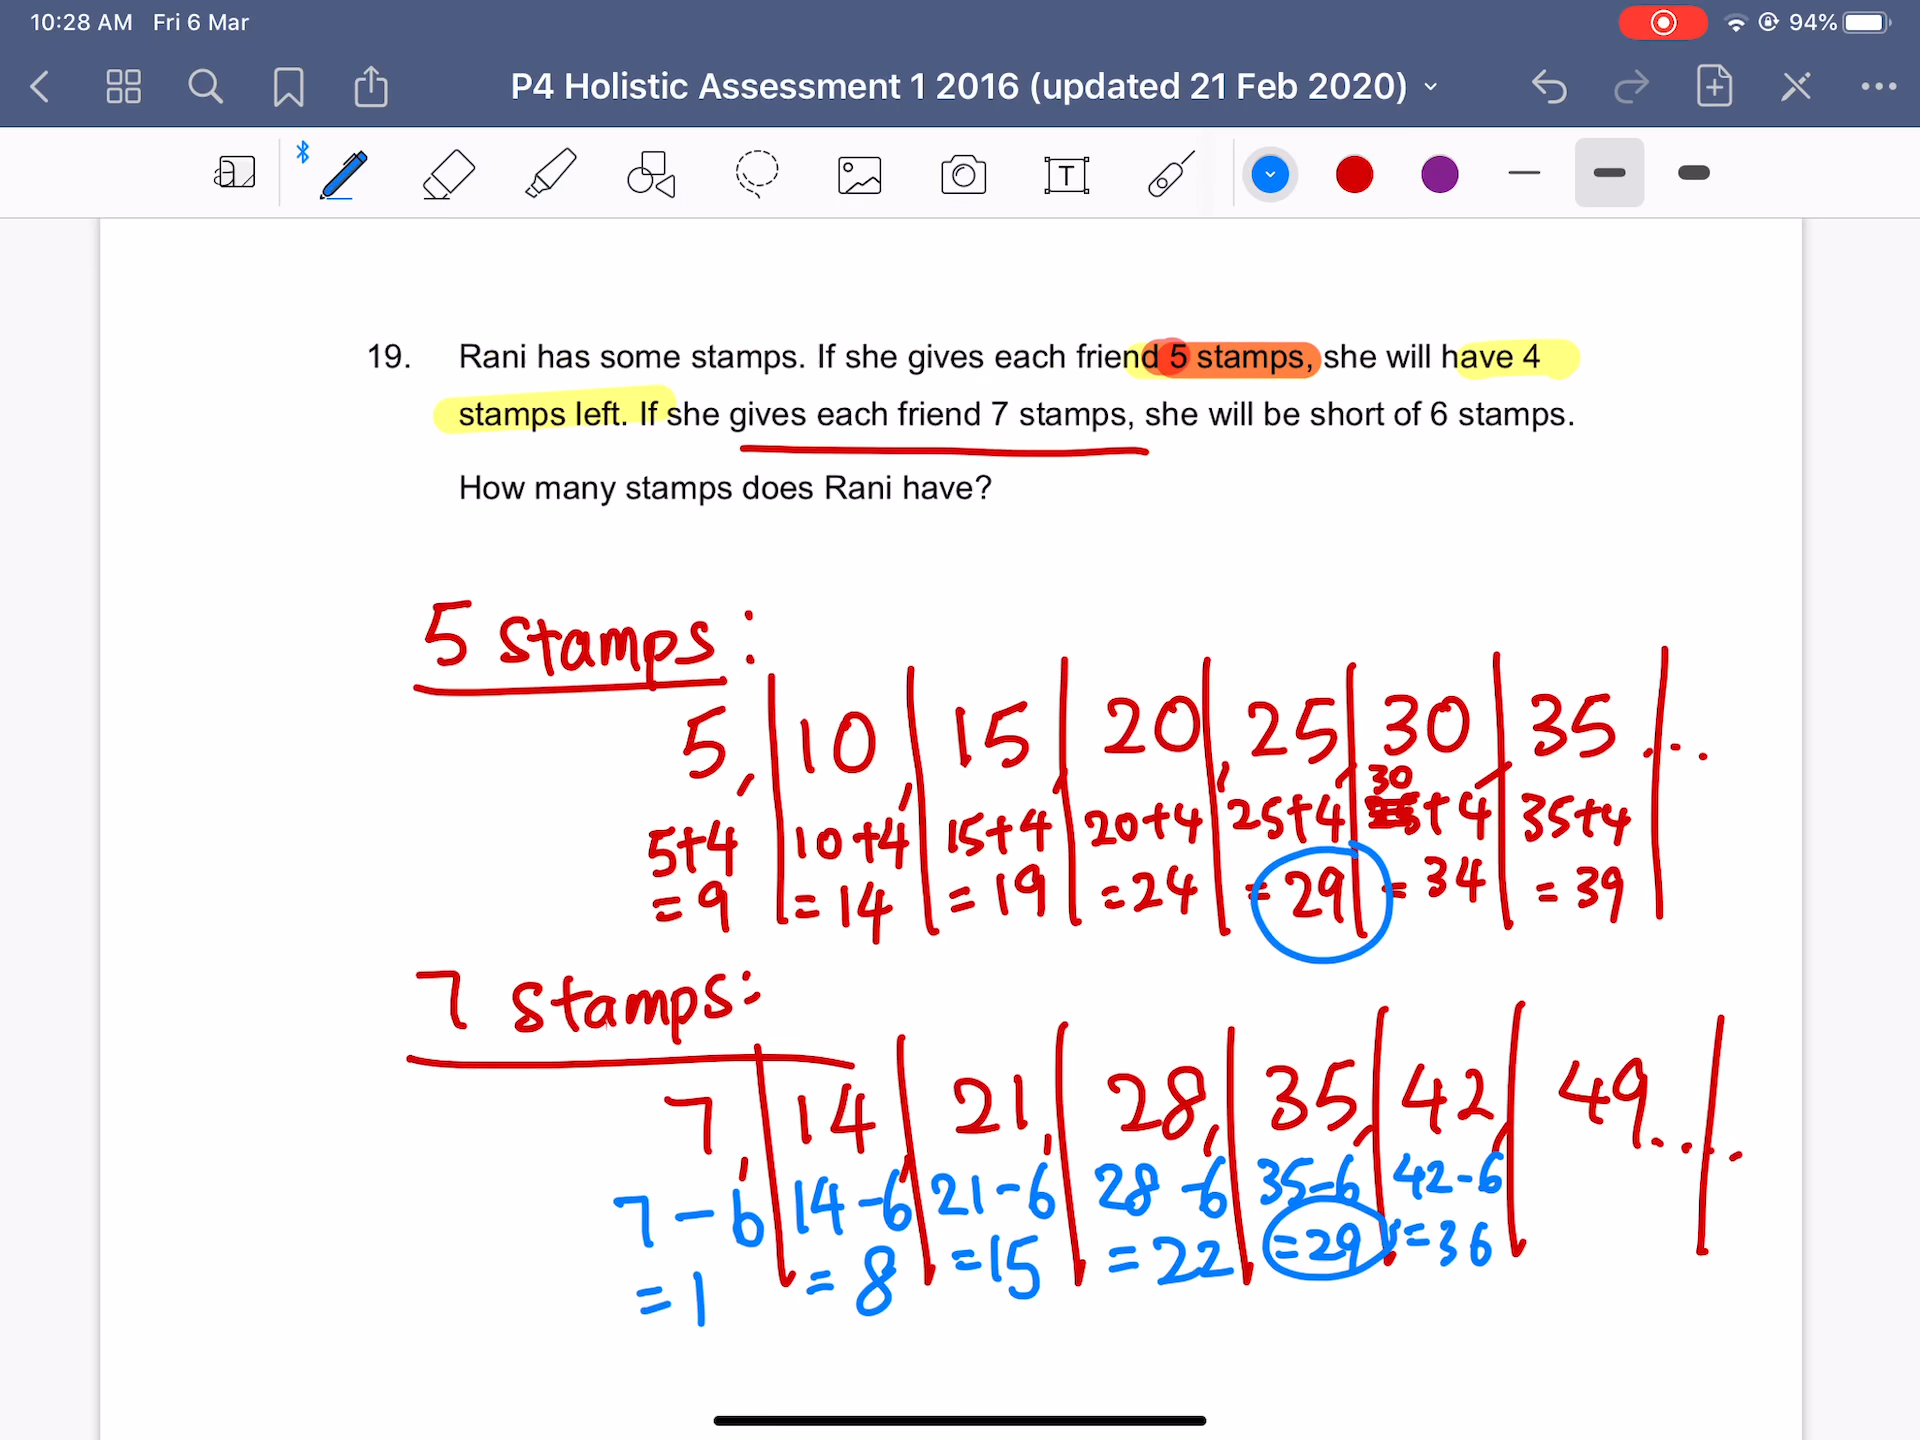 10:28 AM Fri 6 Mar 94%
P4 Holistic Assessment 1 2016 (updated 21 Feb 2020)
19. Rani has some stamps. If she gives each friend 5 stamps, she will have 4
stamps left. If she gives each friend 7 stamps, she will be short of 6 stamps.
How many stamps does Rani have?
5 stamps:
5, 10, 15, 20, 25, 30, 35 ...
30
5+4 10+4 15+4 20+4 25+4 +4 35+4
=9 =14 =19 =24 =29 =34 =39
7 stamps:
7, 14, 21, 28, 35, 42, 49....
7-6 14-6 21-6 28-6 35-6 42-6
=1 =8 =15 =22 =29 =36